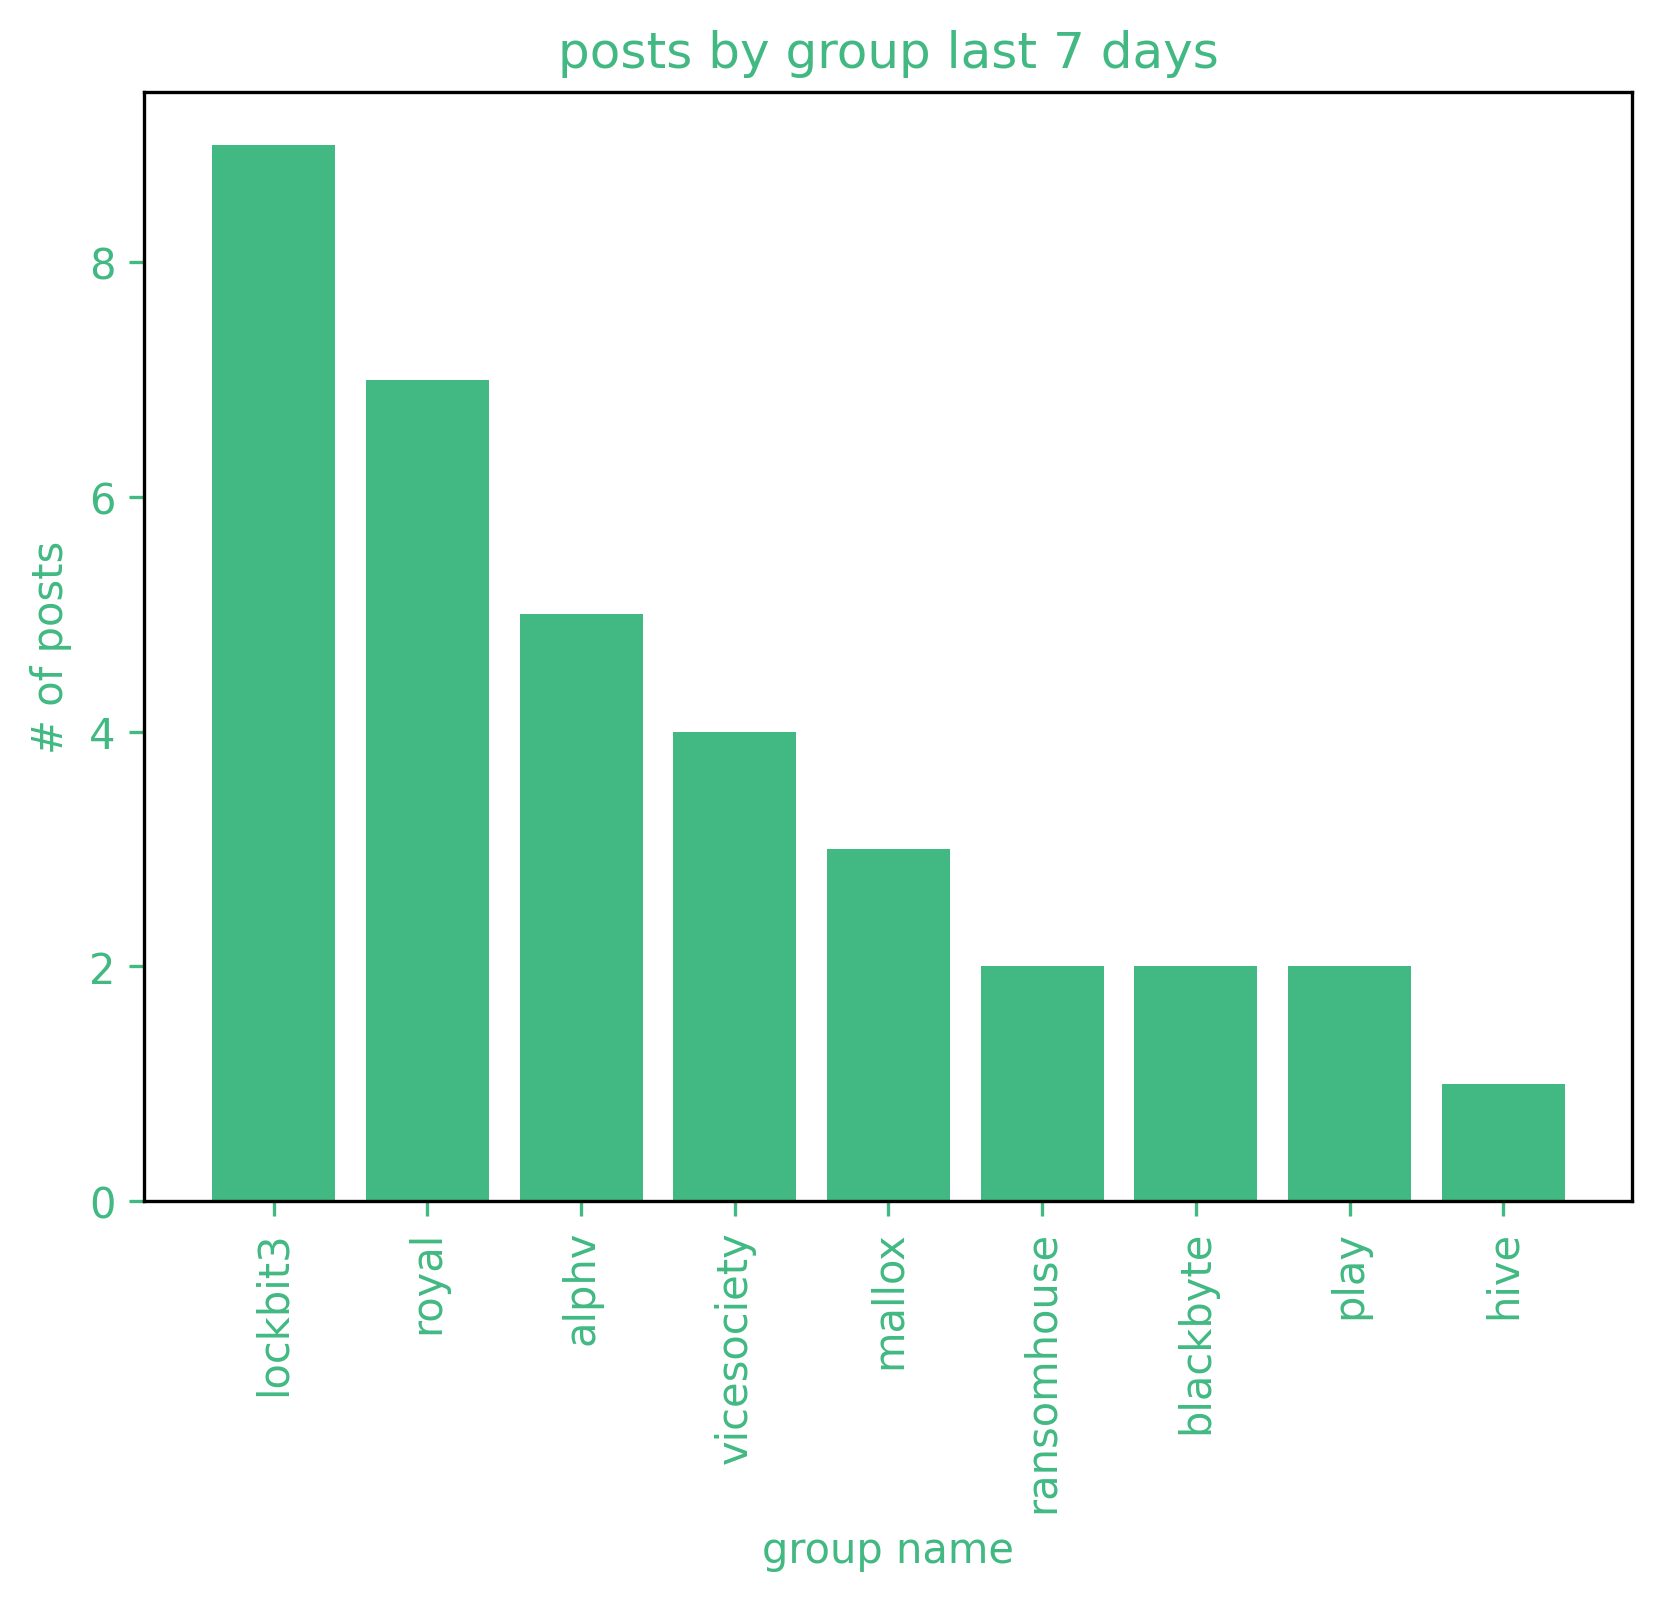 posts by group last 7 days
# of posts
8
6
4
2
0
lockbit3
royal
alphv
vicesociety
mallox
ransomhouse
blackbyte
play
hive
group name